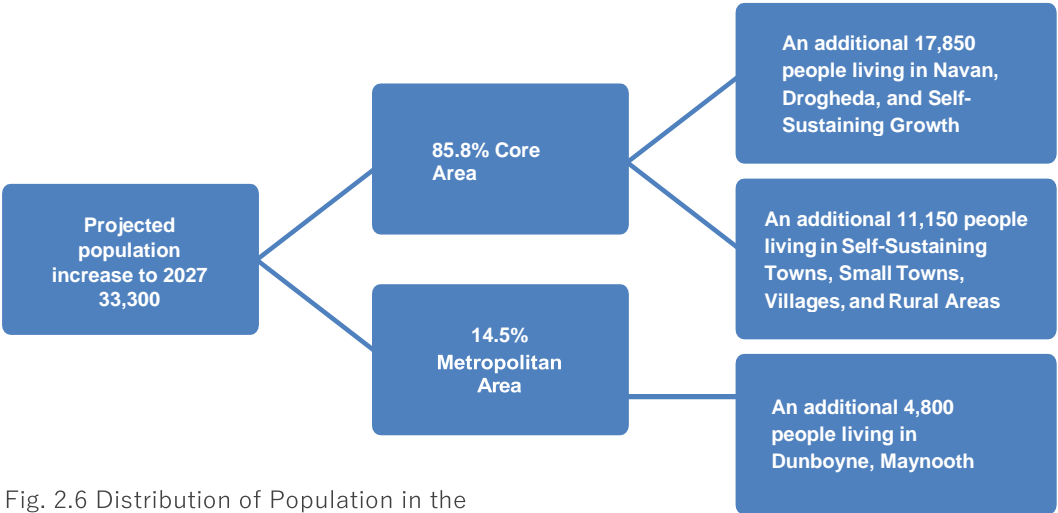 Projected
population
increase to 2027
33,300
85.8% Core
Area
14.5%
Metropolitan
Area
An additional 17,850
people living in Navan,
Drogheda, and Self-
Sustaining Growth
An additional 11,150 people
living in Self-Sustaining
Towns, Small Towns,
Villages, and Rural Areas
An additional 4,800
people living in
Dunboyne, Maynooth
Fig. 2.6 Distribution of Population in the